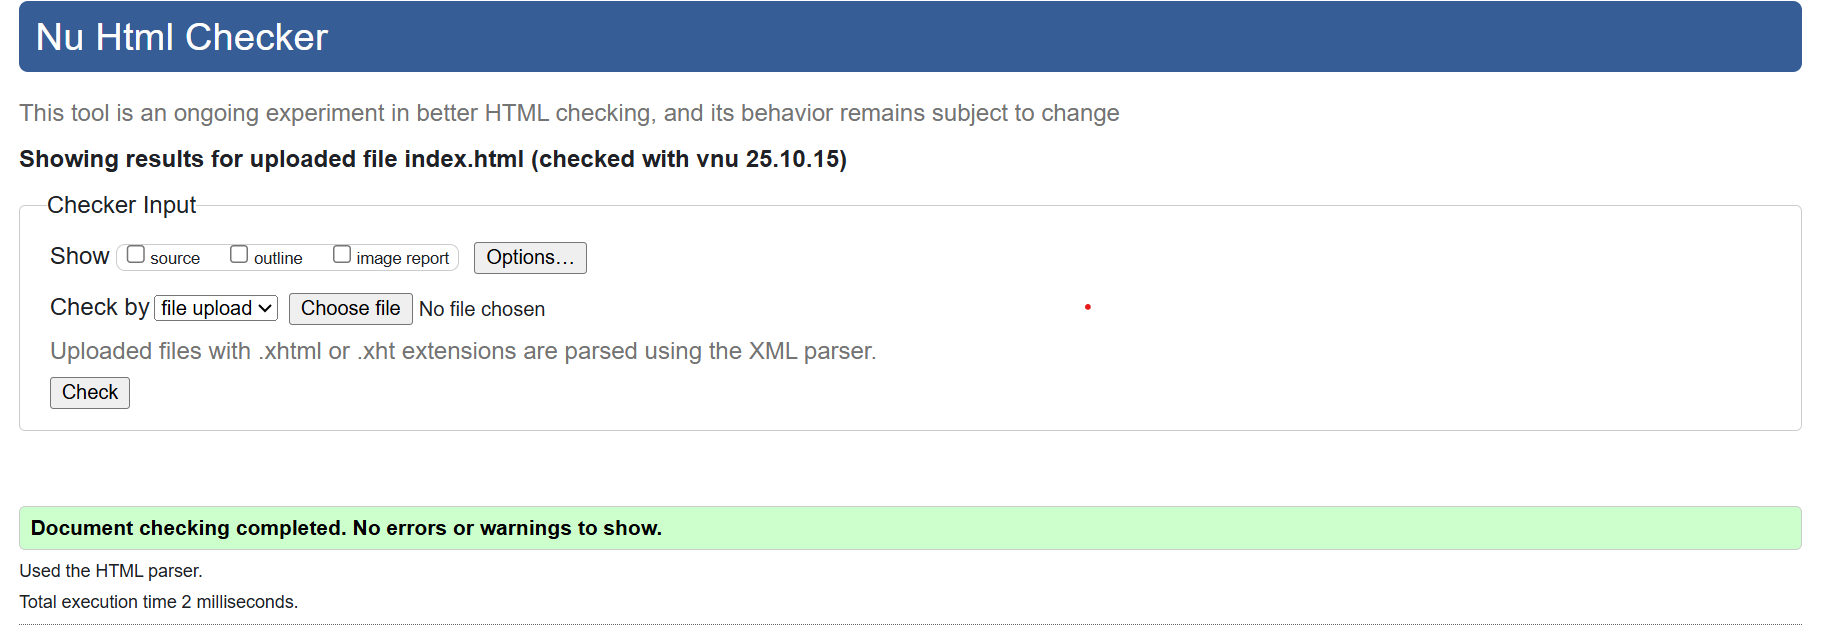 Nu Html Checker
This tool is an ongoing experiment in better HTML checking, and its behavior remains subject to change
Showing results for uploaded file index.html (checked with vnu 25.10.15)
Checker Input
Show source outline image report Options...
Check by file upload Choose file No file chosen
Uploaded files with .xhtml or .xht extensions are parsed using the XML parser.
Check
Document checking completed. No errors or warnings to show.
Used the HTML parser.
Total execution time 2 milliseconds.